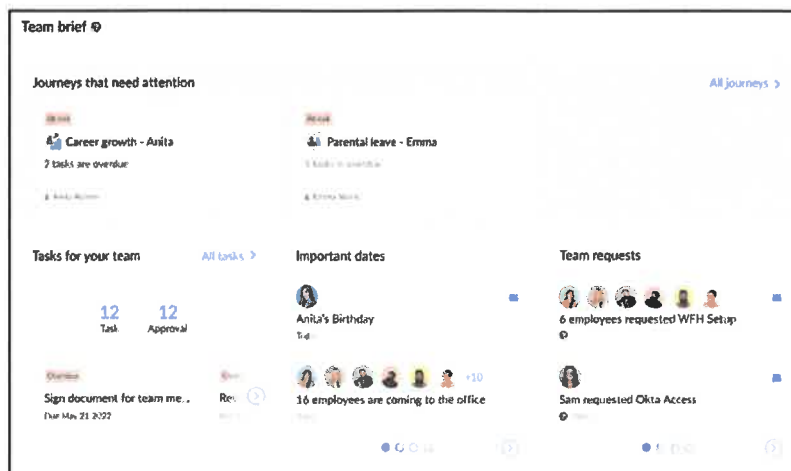 Team brief
Journeys that need attention
All journeys >
Career growth - Anita
2 tasks are overdue
Parental leave - Emma
Tasks for your team
All tasks >
12
Task
12
Approval
Overdue
Sign document for team me...
Due May 21 2022
Important dates
Anita's Birthday
+10
16 employees are coming to the office
Team requests
6 employees requested WFH Setup
Sam requested Okta Access